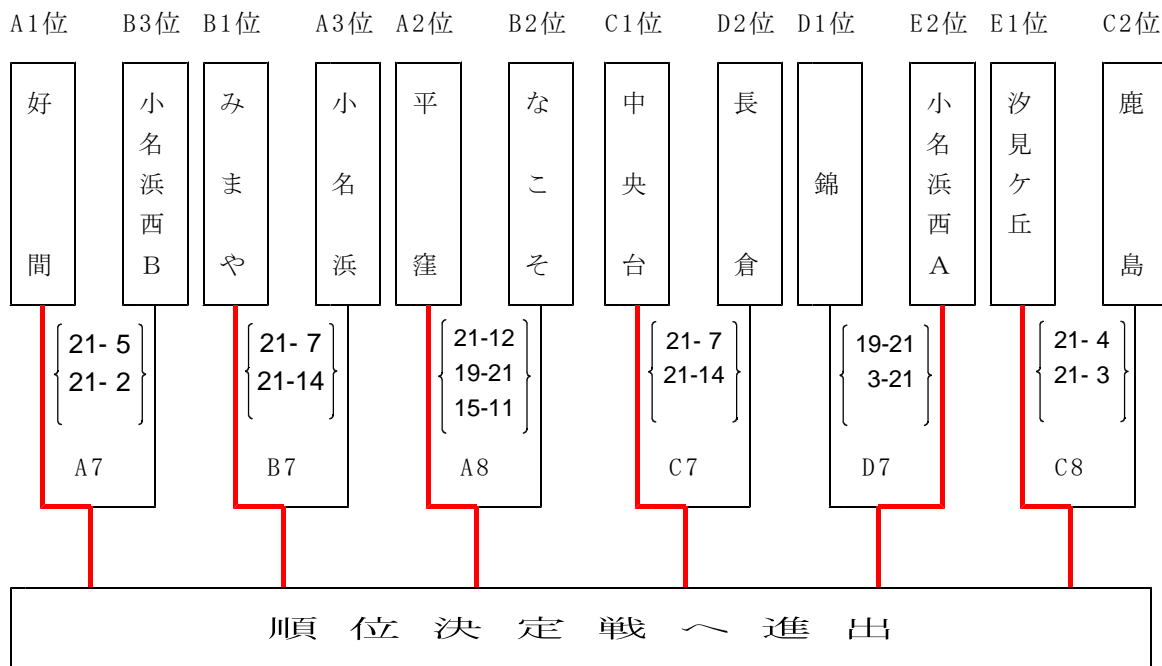 A1位 B3位 B1位 A3位 A2位 B2位 C1位 D2位 D1位 E2位 E1位 C2位
好間
小名浜西B
みまや
小名浜
平窪
なこそ
中央台
長倉
錦
小名浜西A
汐見ケ丘
鹿島
21- 5
21- 2
A7
21- 7
21-14
B7
21-12
19-21
15-11
A8
21- 7
21-14
C7
19-21
3-21
D7
21- 4
21- 3
C8
順位決定戦へ進出